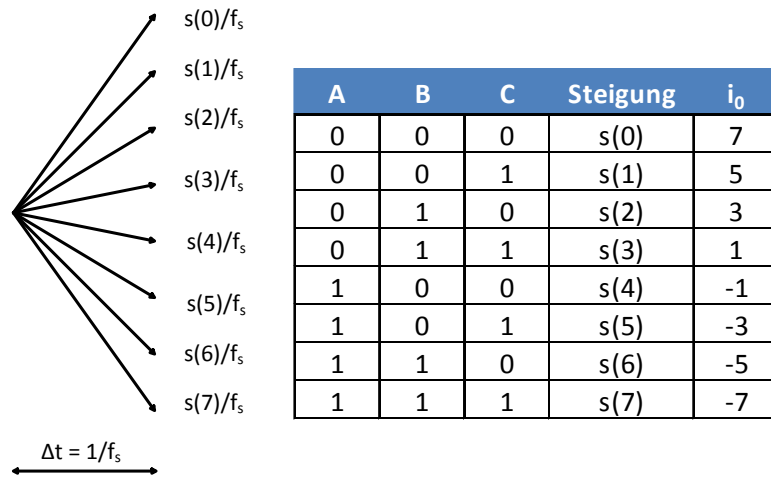 s(0)/fₛ
s(1)/fₛ
s(2)/fₛ
s(3)/fₛ
s(4)/fₛ
s(5)/fₛ
s(6)/fₛ
s(7)/fₛ
Δt = 1/fₛ
A B C Steigung i₀
0 0 0 s(0) 7
0 0 1 s(1) 5
0 1 0 s(2) 3
0 1 1 s(3) 1
1 0 0 s(4) -1
1 0 1 s(5) -3
1 1 0 s(6) -5
1 1 1 s(7) -7